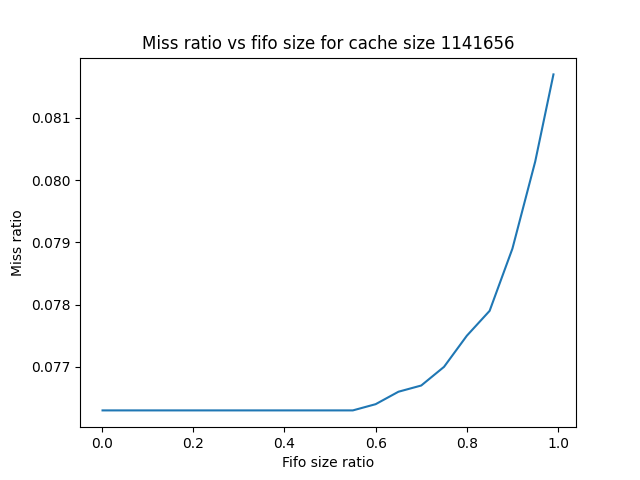 Miss ratio vs fifo size for cache size 1141656
0.081
0.080
0.079
0.078
0.077
Miss ratio
0.0 0.2 0.4 0.6 0.8 1.0
Fifo size ratio